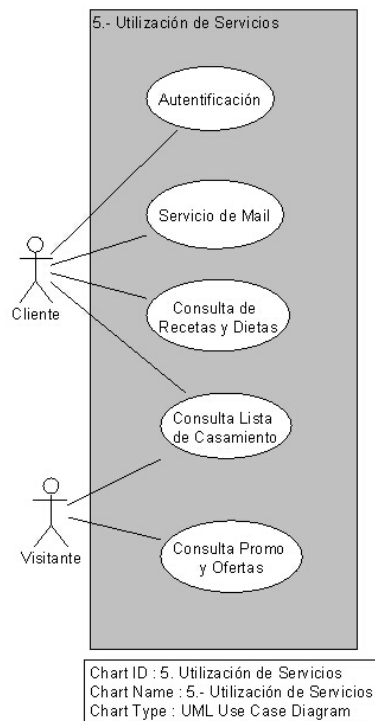 5.- Utilización de Servicios
Autentificación
Servicio de Mail
Cliente
Consulta de
Recetas y Dietas
Consulta Lista
de Casamiento
Visitante
Consulta Promo
y Ofertas
Chart ID : 5. Utilización de Servicios
Chart Name : 5.- Utilización de Servicios
Chart Type : UML Use Case Diagram